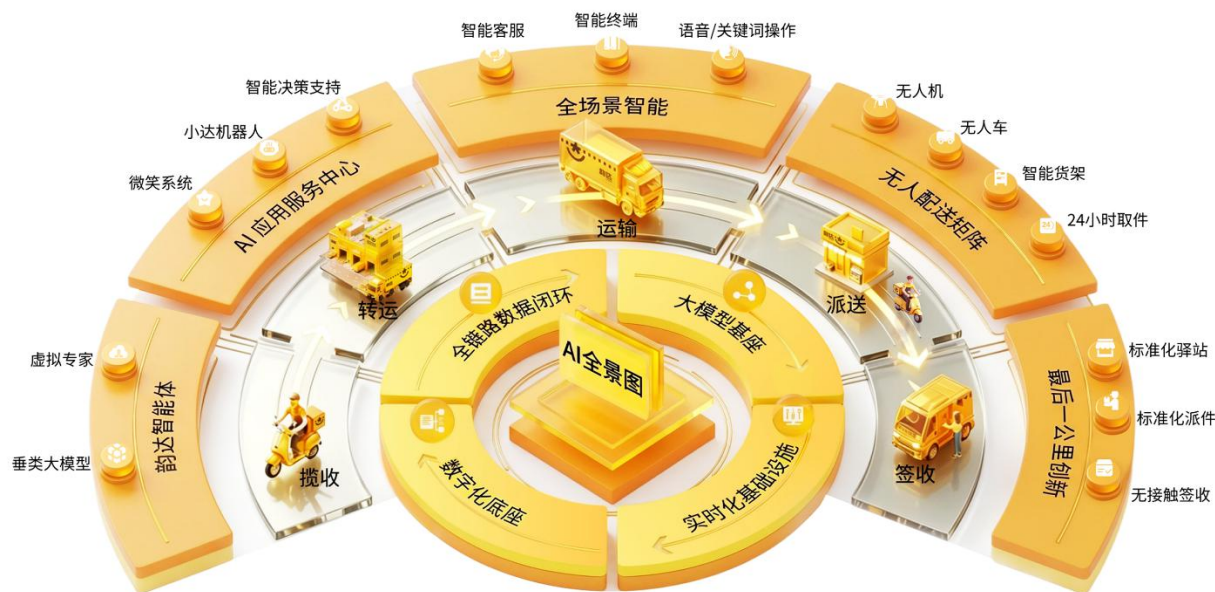 智能客服
智能终端
语音/关键词操作
全场景智能
智能决策支持
小达机器人
微笑系统
AI 应用服务中心
无人机
无人车
智能货架
24小时取件
24
无人配送矩阵
虚拟专家
垂类大模型
韵达智能体
标准化驿站
标准化派件
无接触签收
最后一公里创新
揽收
转运
运输
派送
签收
全链路数据闭环
大模型基座
数字化底座
实时化基础设施
AI全景图